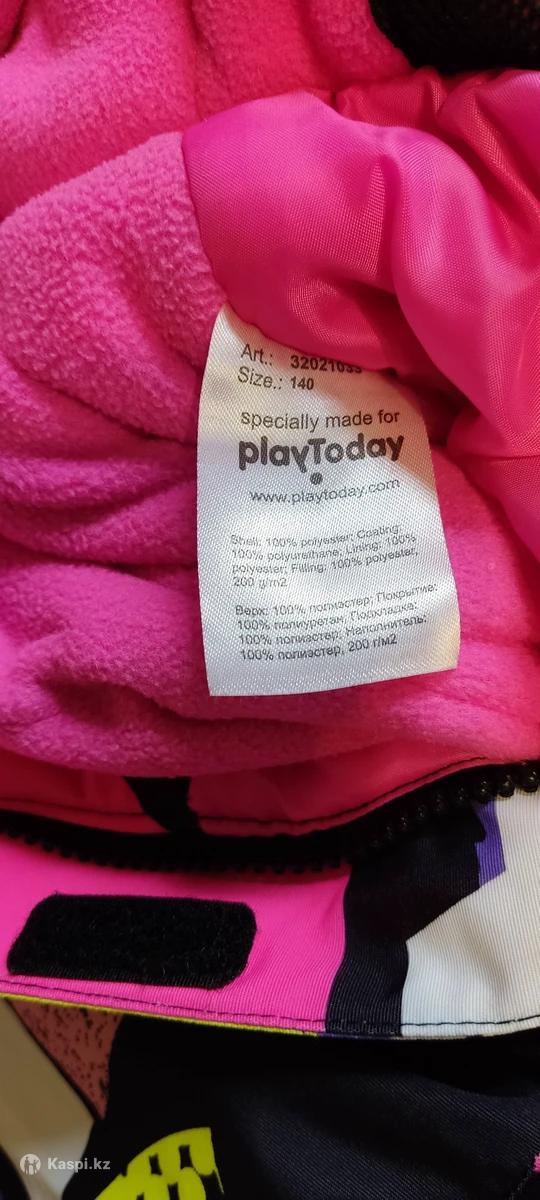 Art.: 32021033
Size.: 140
specially made for
playToday
www.playtoday.com
Shell: 100% polyester; Coating:
100% polyurethane; Lining: 100%
polyester; Filling: 100% polyester,
200 g/m2
Верх: 100% полиэстер; Покрытие:
100% полиуретан; Подкладка:
100% полиэстер; Наполнитель:
100% полиэстер, 200 г/м2
Kaspi.kz